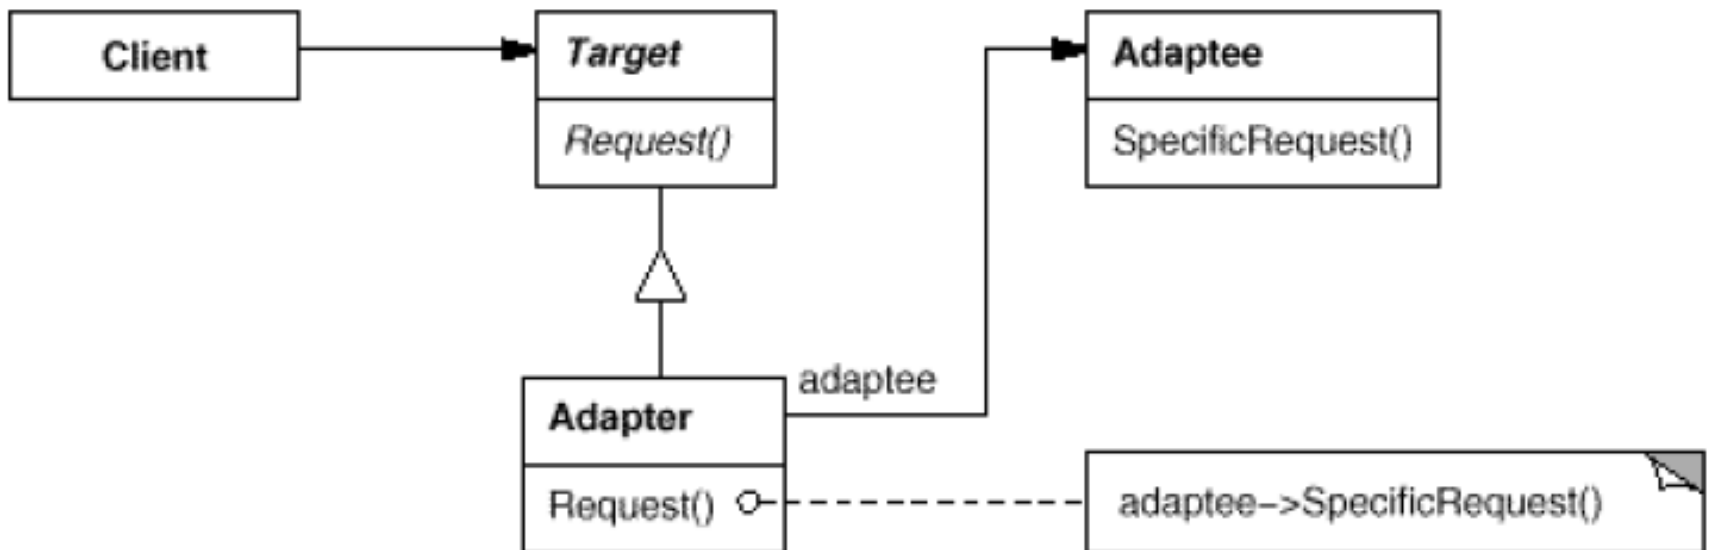 Client
Target
Request()
Adaptee
SpecificRequest()
adaptee
Adapter
Request()
adaptee->SpecificRequest()